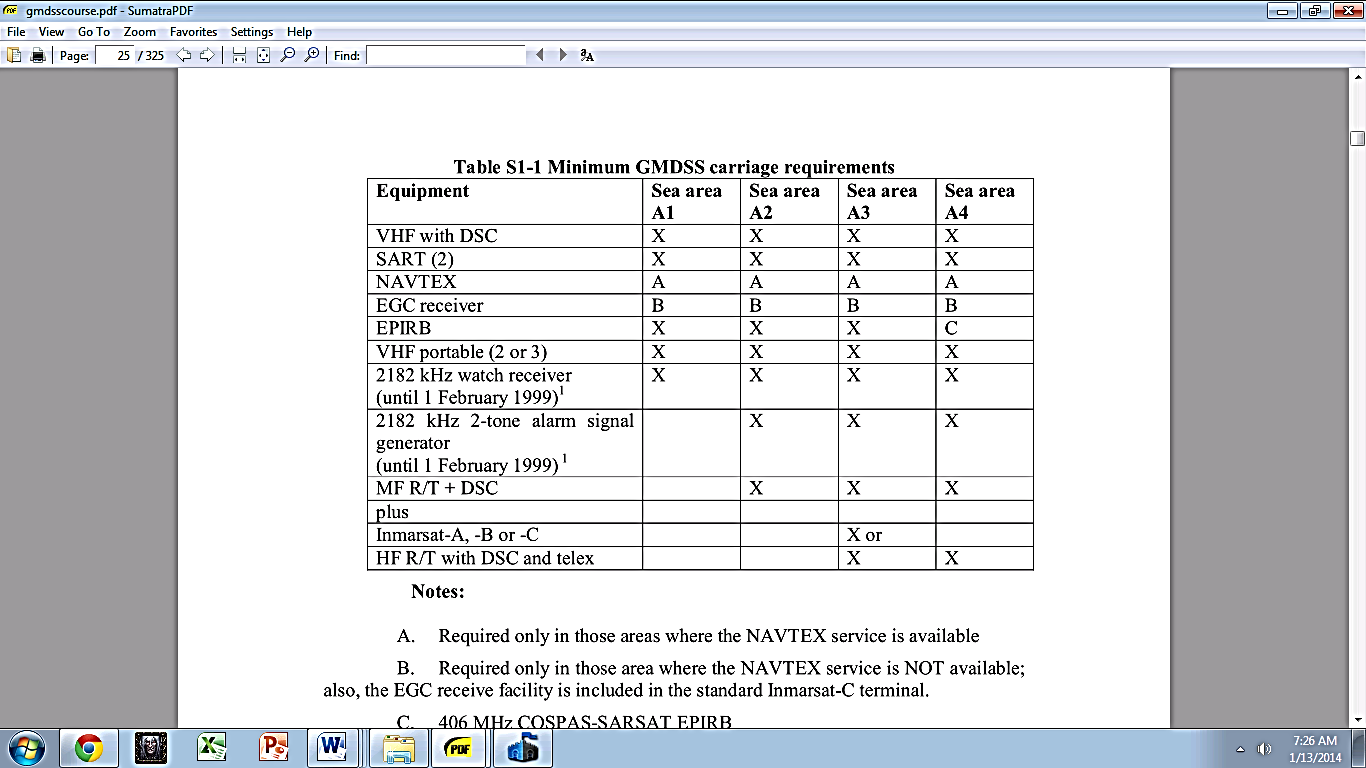 gmdsscourse.pdf - SumatraPDF
File View Go To Zoom Favorites Settings Help
Page: 25 / 325 Find:
Table S1-1 Minimum GMDSS carriage requirements
Equipment Sea area A1 Sea area A2 Sea area A3 Sea area A4
VHF with DSC X X X X
SART (2) X X X X
NAVTEX A A A A
EGC receiver B B B B
EPIRB X X X C
VHF portable (2 or 3) X X X X
2182 kHz watch receiver X X X X
(until 1 February 1999)1
2182 kHz 2-tone alarm signal X X X
generator
(until 1 February 1999) 1
MF R/T + DSC X X X
plus
Inmarsat-A, -B or -C X or
HF R/T with DSC and telex X X
Notes:
A. Required only in those areas where the NAVTEX service is available
B. Required only in those area where the NAVTEX service is NOT available;
also, the EGC receive facility is included in the standard Inmarsat-C terminal.
C. 406 MHz COSPAS-SARSAT EPIRB
PDF
7:26 AM
1/13/2014